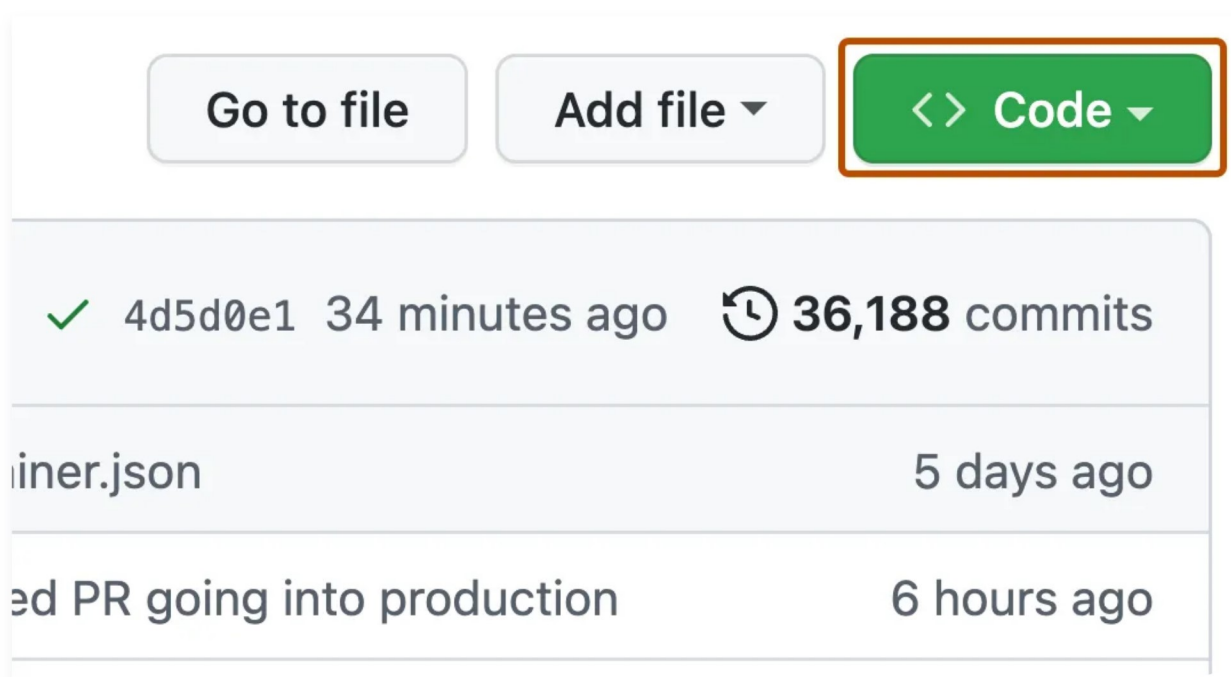 Go to file Add file <> Code
4d5d0e1 34 minutes ago 36,188 commits
iner.json 5 days ago
ed PR going into production 6 hours ago